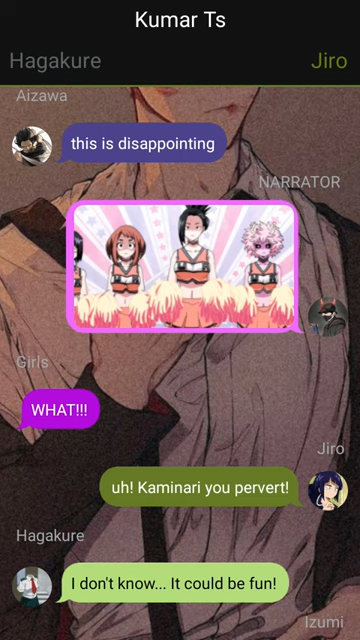 Kumar Ts
Hagakure Jiro
Aizawa
this is disappointing
NARRATOR
Girls
WHAT!!!
Jiro
uh! Kaminari you pervert!
Hagakure
I don't know... It could be fun!
Izumi